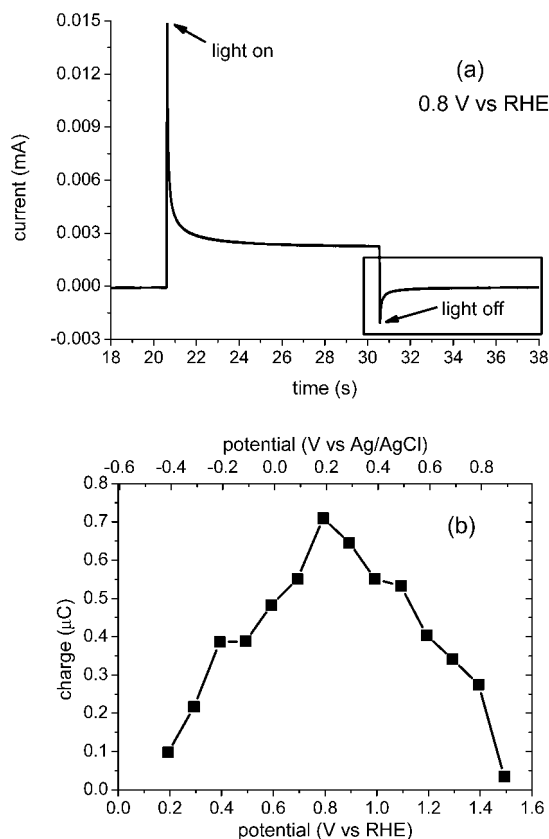 0.015
light on
(a)
0.8 V vs RHE
0.012
0.009
0.006
0.003
0.000
-0.003
current (mA)
light off
18 20 22 24 26 28 30 32 34 36 38
time (s)
potential (V vs Ag/AgCl)
-0.6 -0.4 -0.2 0.0 0.2 0.4 0.6 0.8
(b)
0.8
0.7
0.6
0.5
0.4
0.3
0.2
0.1
0.0
charge (μC)
0.0 0.2 0.4 0.6 0.8 1.0 1.2 1.4 1.6
potential (V vs RHE)